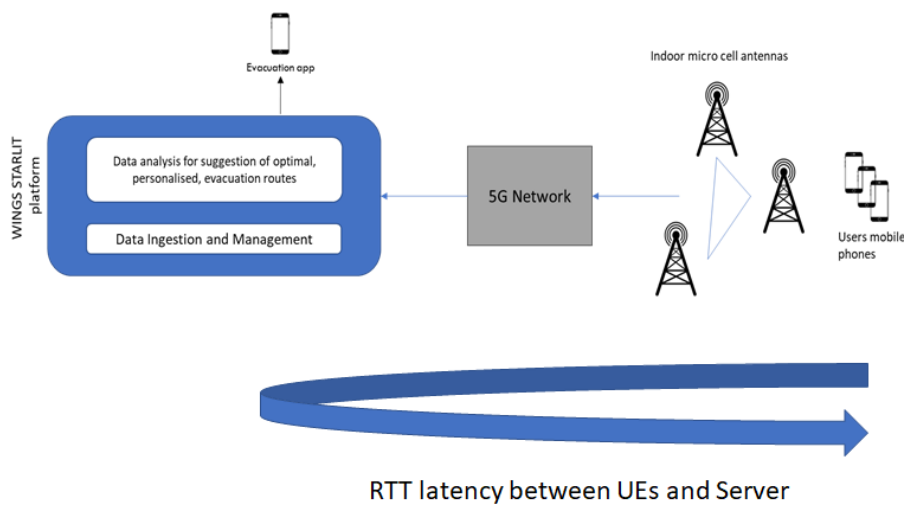 Evacuation app
Indoor micro cell antennas
WINGS STARLIT
platform
Data analysis for suggestion of optimal,
personalised, evacuation routes
Data Ingestion and Management
5G Network
Users mobile
phones
RTT latency between UEs and Server